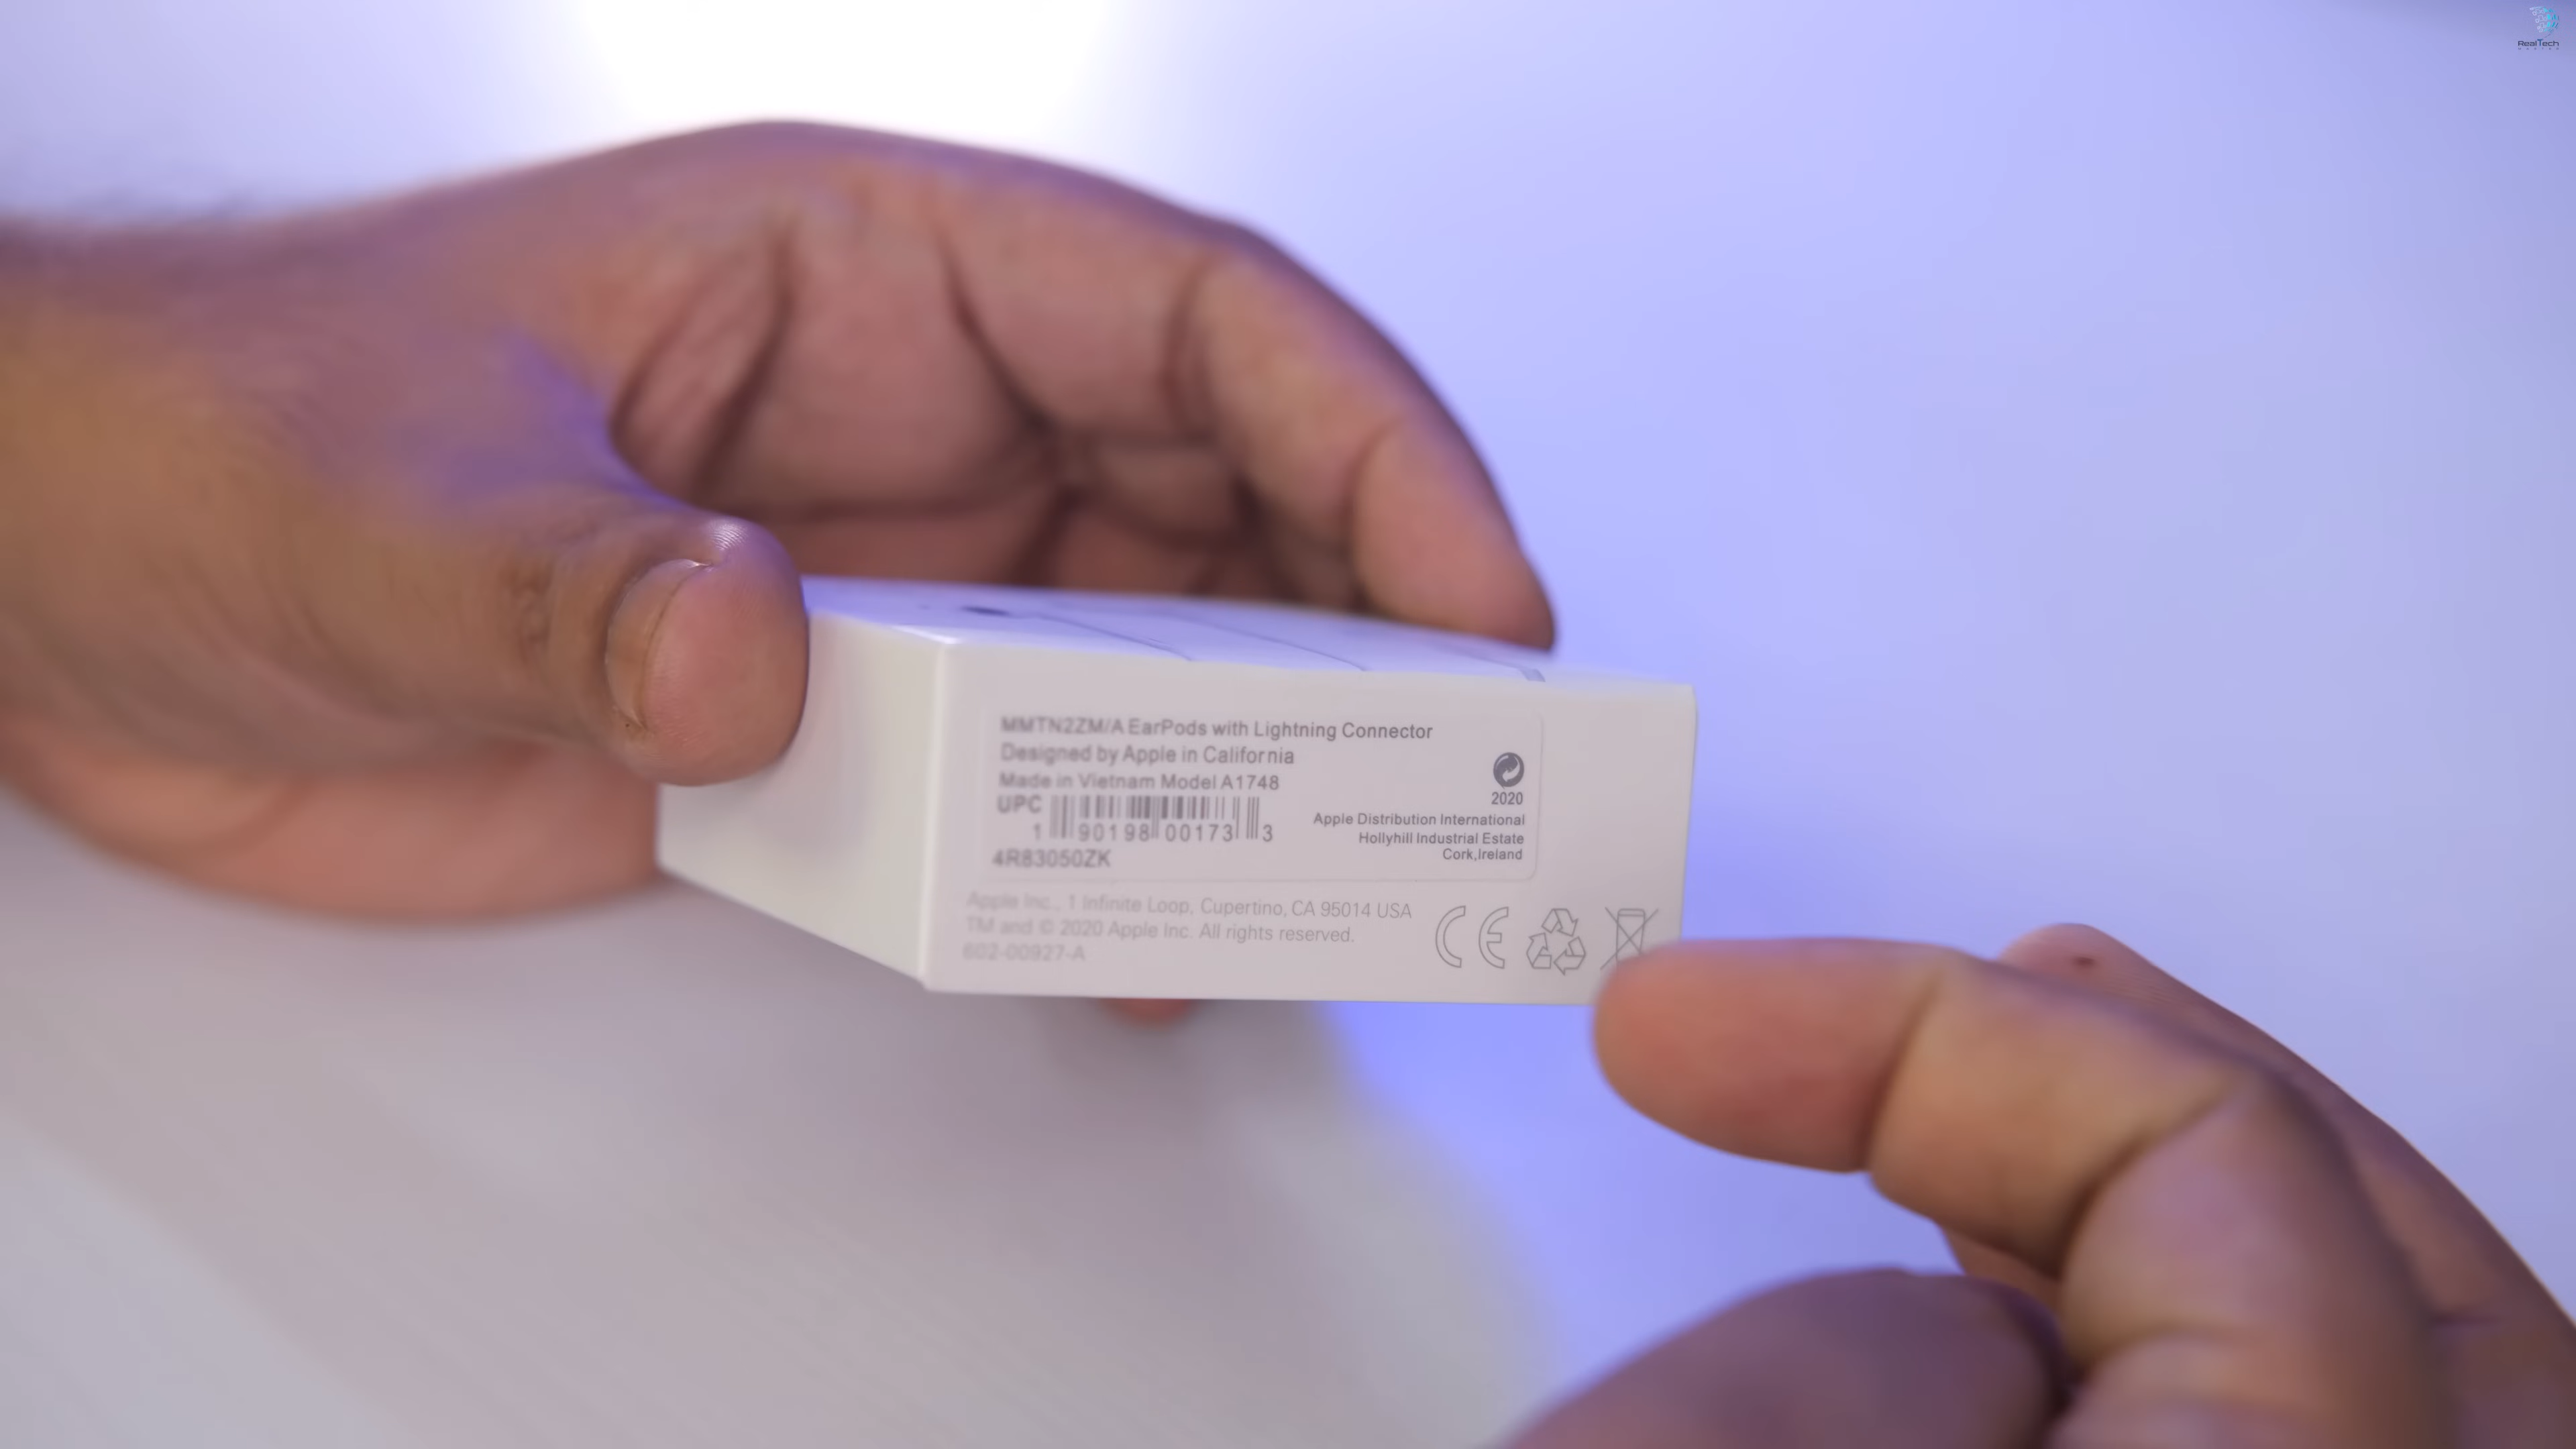 RealTech
MMTN2ZM/A EarPods with Lightning Connector
Designed by Apple in California
Made in Vietnam Model A1748
UPC
1 90198 00173 3
4R83050ZK
2020
Apple Distribution International
Hollyhill Industrial Estate
Cork,Ireland
Apple Inc., 1 Infinite Loop, Cupertino, CA 95014 USA
TM and © 2020 Apple Inc. All rights reserved.
602-00927-A
CE